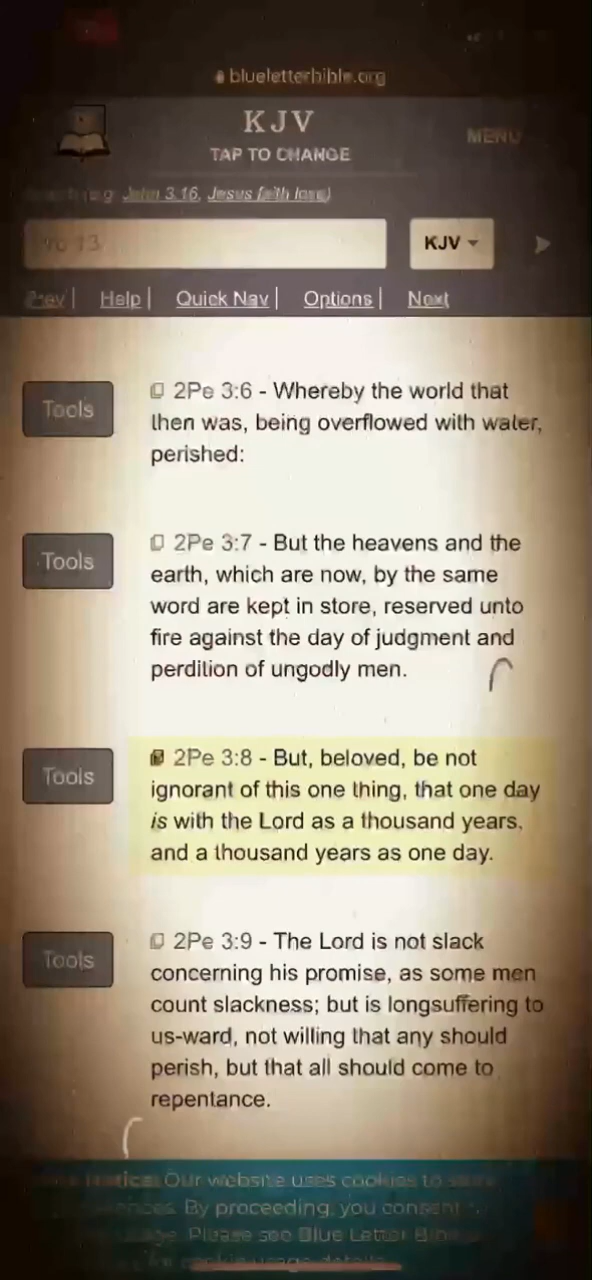 blueletterbible.org
KJV
TAP TO CHANGE
MENU
John 3.16, Jesus faith love)
KJV
Prev | Help | Quick Nav | Options | Next
Tools
2Pe 3:6 - Whereby the world that
then was, being overflowed with water,
perished:
Tools
2Pe 3:7 - But the heavens and the
earth, which are now, by the same
word are kept in store, reserved unto
fire against the day of judgment and
perdition of ungodly men.
Tools
2Pe 3:8 - But, beloved, be not
ignorant of this one thing, that one day
is with the Lord as a thousand years,
and a thousand years as one day.
Tools
2Pe 3:9 - The Lord is not slack
concerning his promise, as some men
count slackness; but is longsuffering to
us-ward, not willing that any should
perish, but that all should come to
repentance.
Notice: Our website uses cookies to
By proceeding, you consent
Please see Blue Letter
for cookie usage details